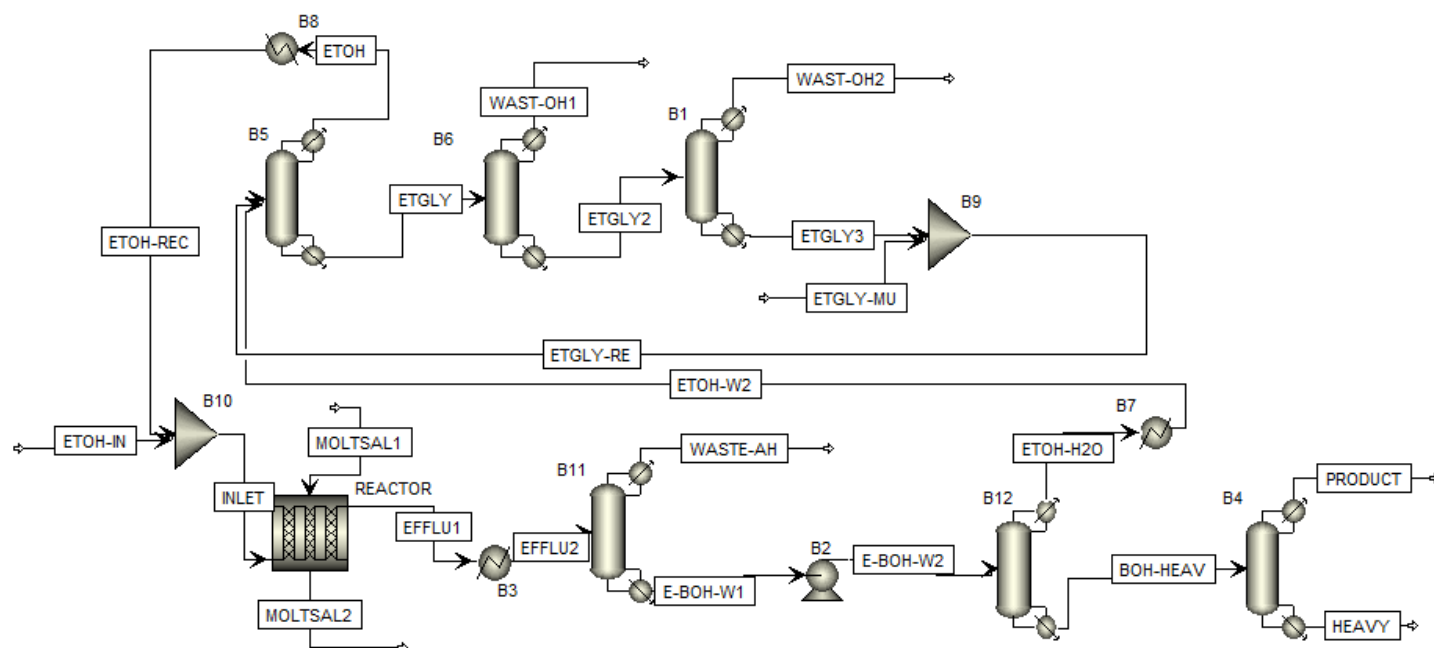 B8
ETOH
WAST-OH1
WAST-OH2
B5
B6
B1
ETGLY
ETGLY2
B9
ETGLY3
ETOH-REC
ETGLY-MU
ETGLY-RE
ETOH-W2
B10
B7
ETOH-IN
MOLTSAL1
WASTE-AH
ETOH-H2O
B11
INLET
REACTOR
B12
B4
PRODUCT
EFFLU1
EFFLU2
B2
E-BOH-W2
BOH-HEAV
B3
E-BOH-W1
MOLTSAL2
HEAVY